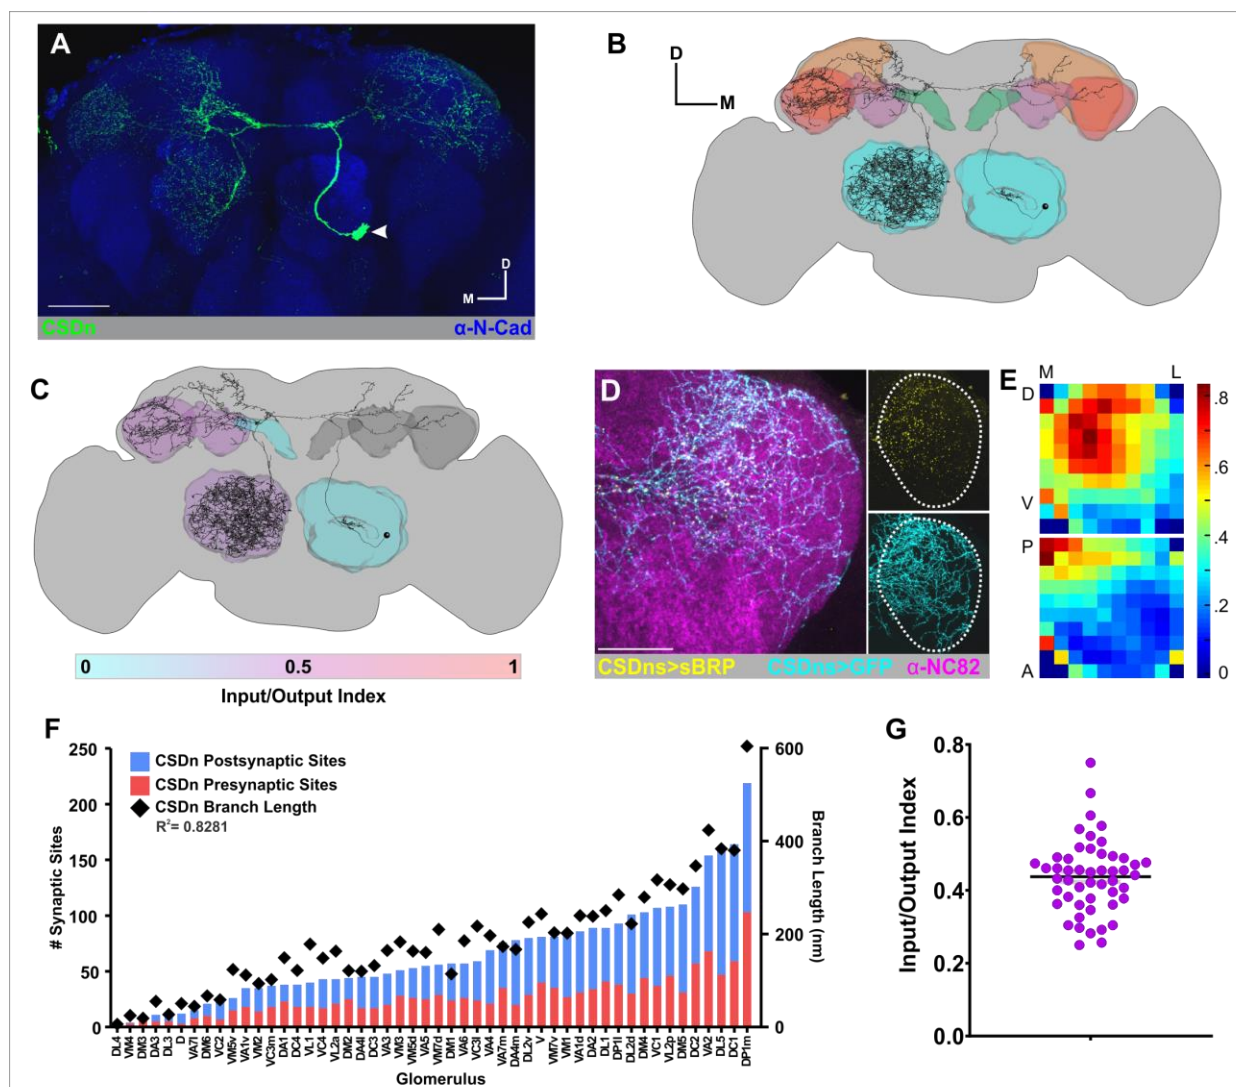 A
D
M
CSDn
α-N-Cad
B
D
M
C
0
0.5
1
Input/Output Index
D
CSDns>sBRP
CSDns>GFP
α-NC82
E
M
L
D
V
P
A
.8
.6
.4
.2
0
F
250
200
150
100
50
0
# Synaptic Sites
CSDn Postsynaptic Sites
CSDn Presynaptic Sites
CSDn Branch Length
R²= 0.8281
600
400
200
0
Branch Length (nm)
DL4
VM4
DM3
DA3
DL3
D
VA7l
DM6
VC2
VM5v
VA1v
VM2
VC3m
DA1
DC4
VL1
VC4
VL2a
DM2
DA4l
DC3
VA3
VM3
VM5d
VA5
VM7d
DM1
VA6
VC3l
VA4
VA7m
DA4m
DL2v
V
VM7v
VM1
VA1d
DA2
DL1
DP1l
DL2d
DM4
VC1
VL2p
DM5
DC2
VA2
DL5
DC1
DP1m
Glomerulus
G
0.8
0.6
0.4
0.2
0.0
Input/Output Index